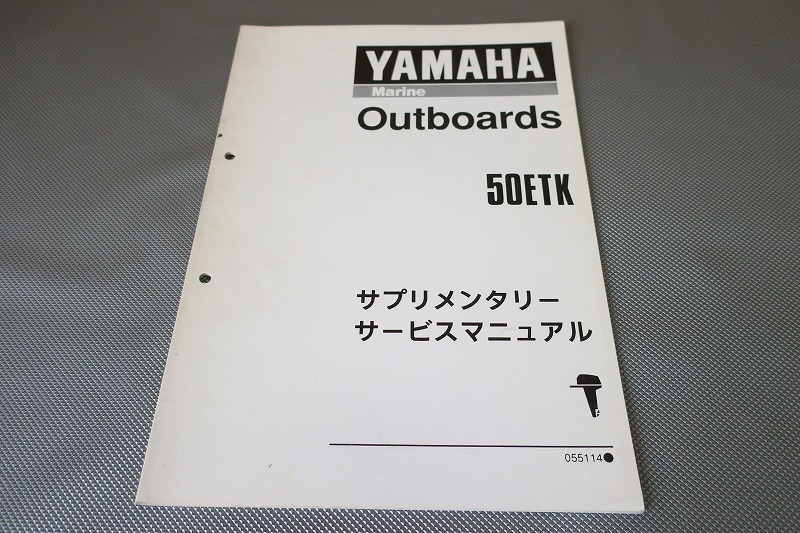 YAMAHA
Marine
Outboards
50ETK
サプリメンタリー
サービスマニュアル
055114●